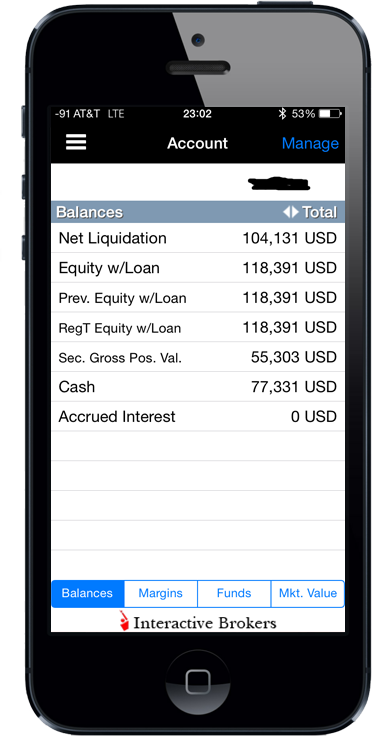 -91 AT&T LTE 23:02 53%
Account Manage
Balances Total
Net Liquidation 104,131 USD
Equity w/Loan 118,391 USD
Prev. Equity w/Loan 118,391 USD
RegT Equity w/Loan 118,391 USD
Sec. Gross Pos. Val. 55,303 USD
Cash 77,331 USD
Accrued Interest 0 USD
Balances Margins Funds Mkt. Value
Interactive Brokers